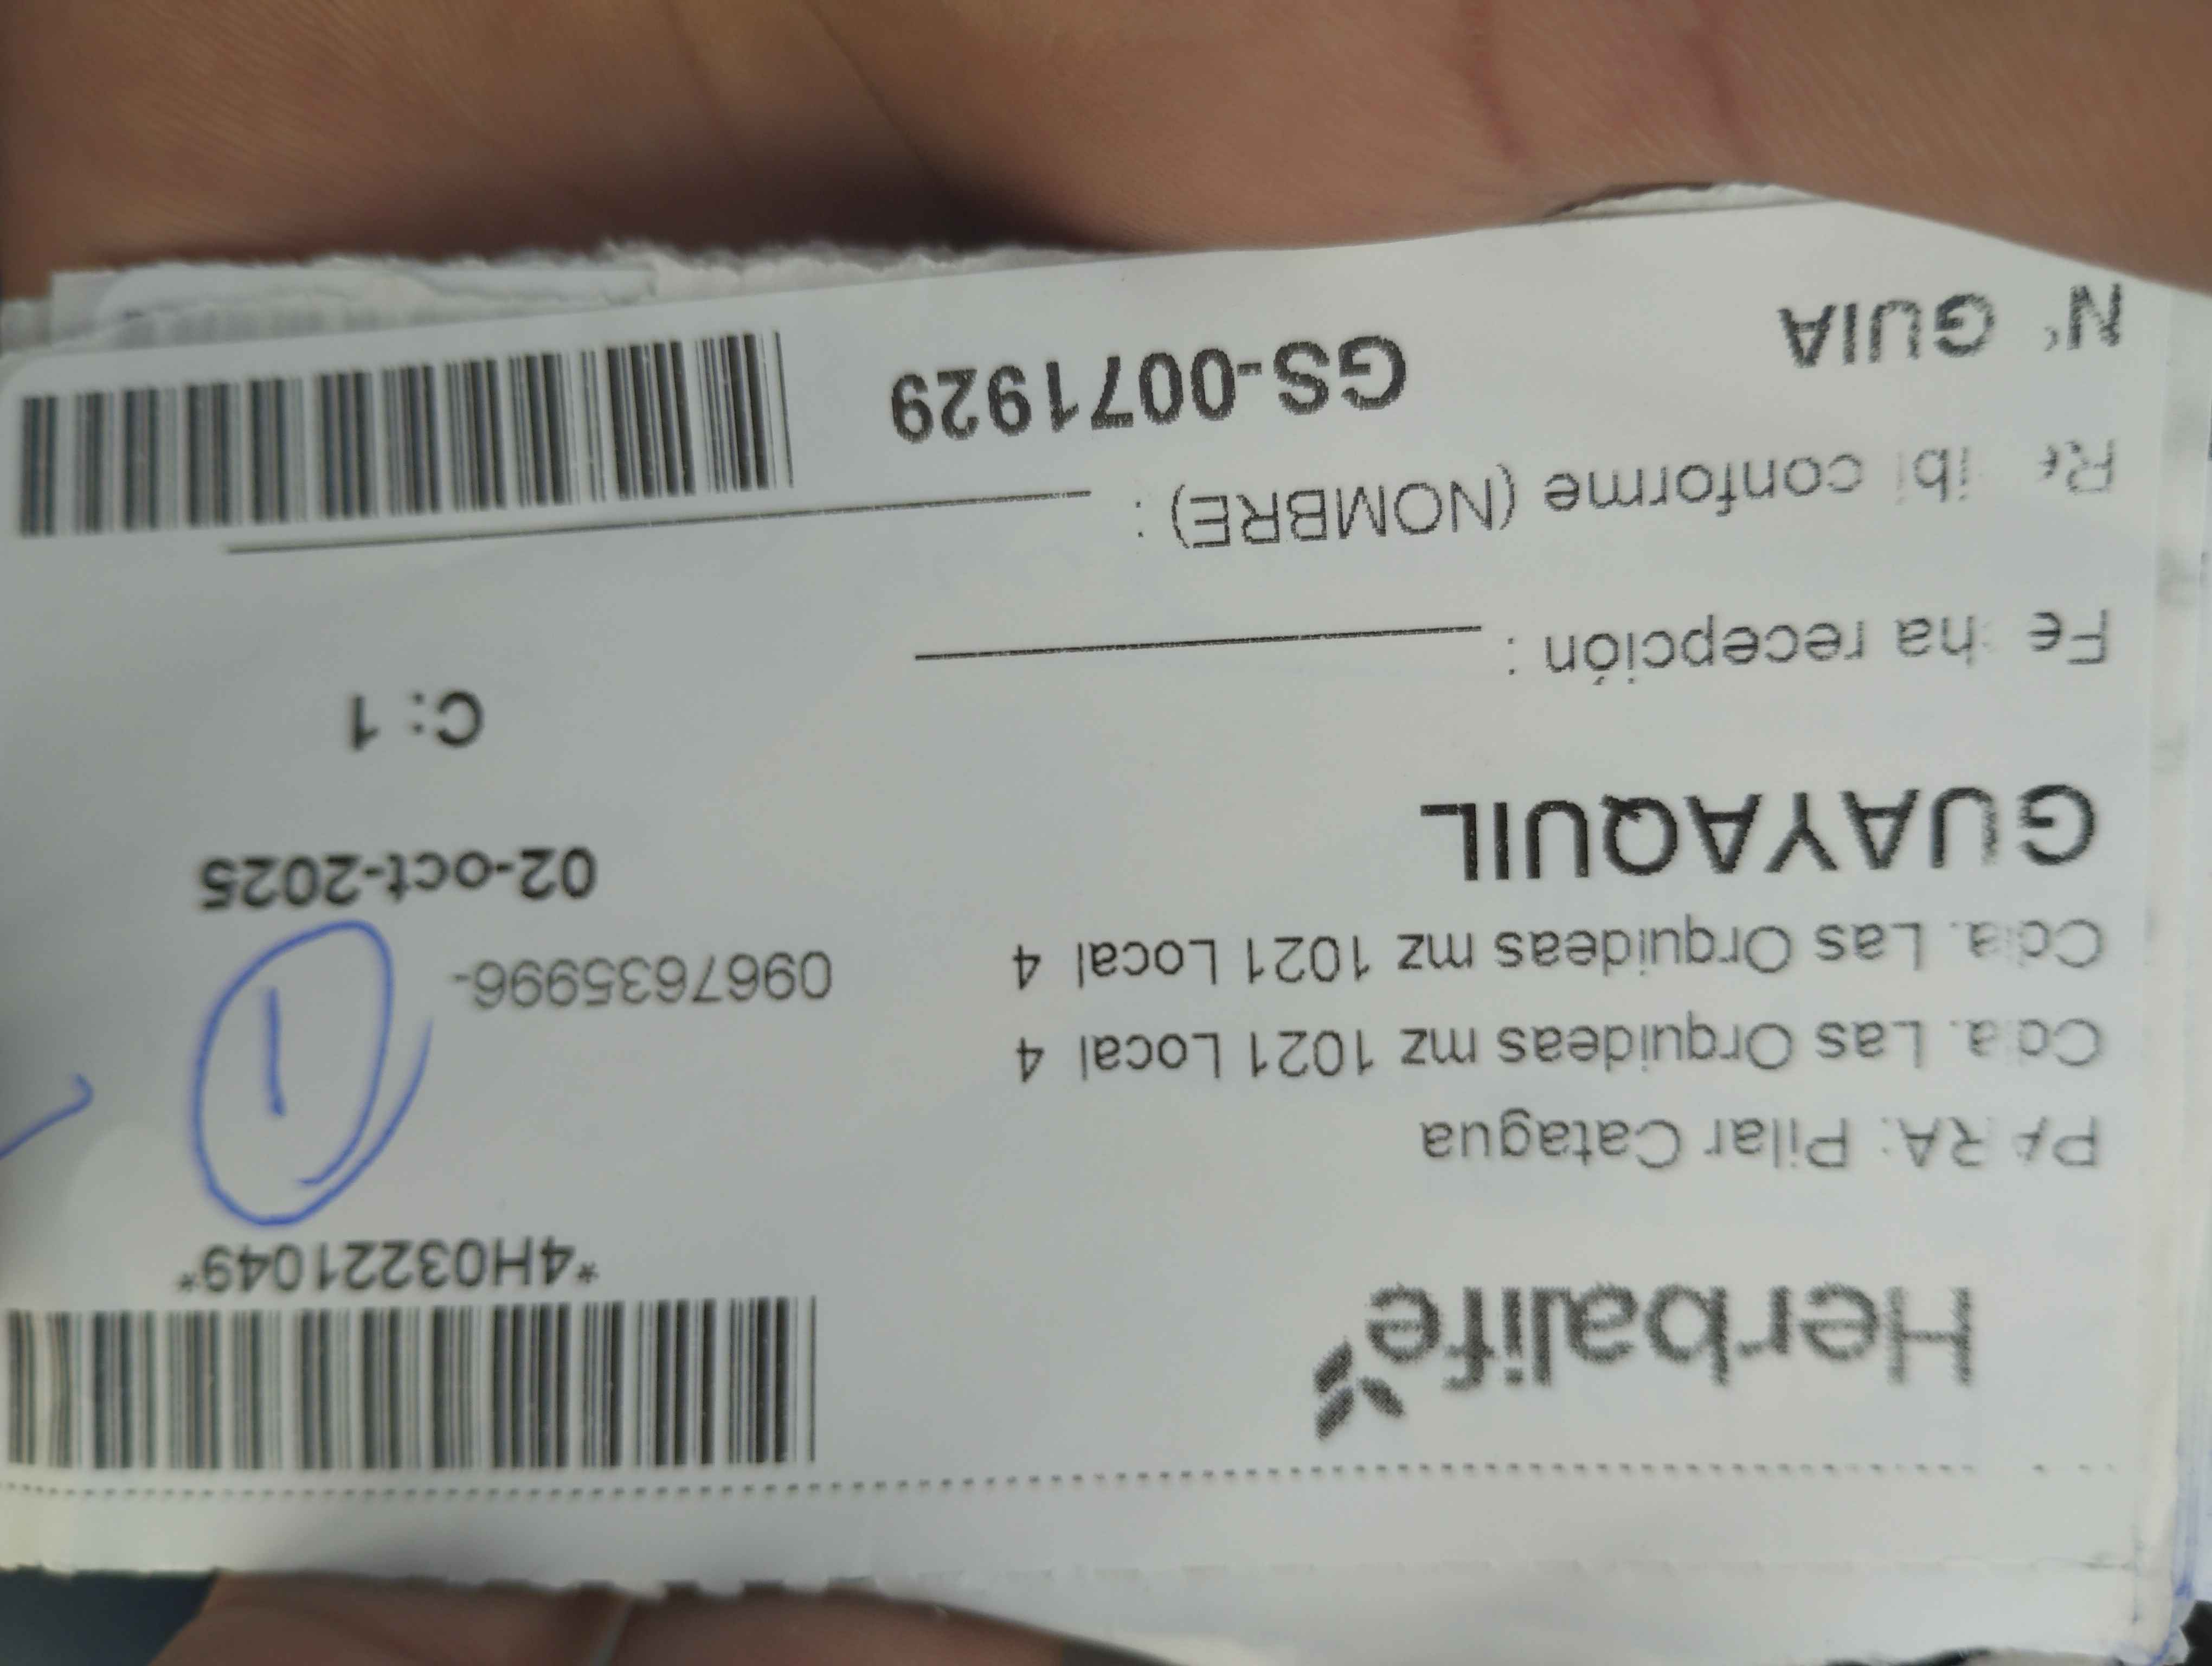 Herbalife
*4H03221049*
PARA: Pilar Catagua
Cdla. Las Orquideas mz 1021 Local 4
Cdla. Las Orquideas mz 1021 Local 4
0967635996-
1
GUAYAQUIL
02-oct-2025
C: 1
Fecha recepción :
Recibi conforme (NOMBRE) :
N° GUIA
GS-0071929